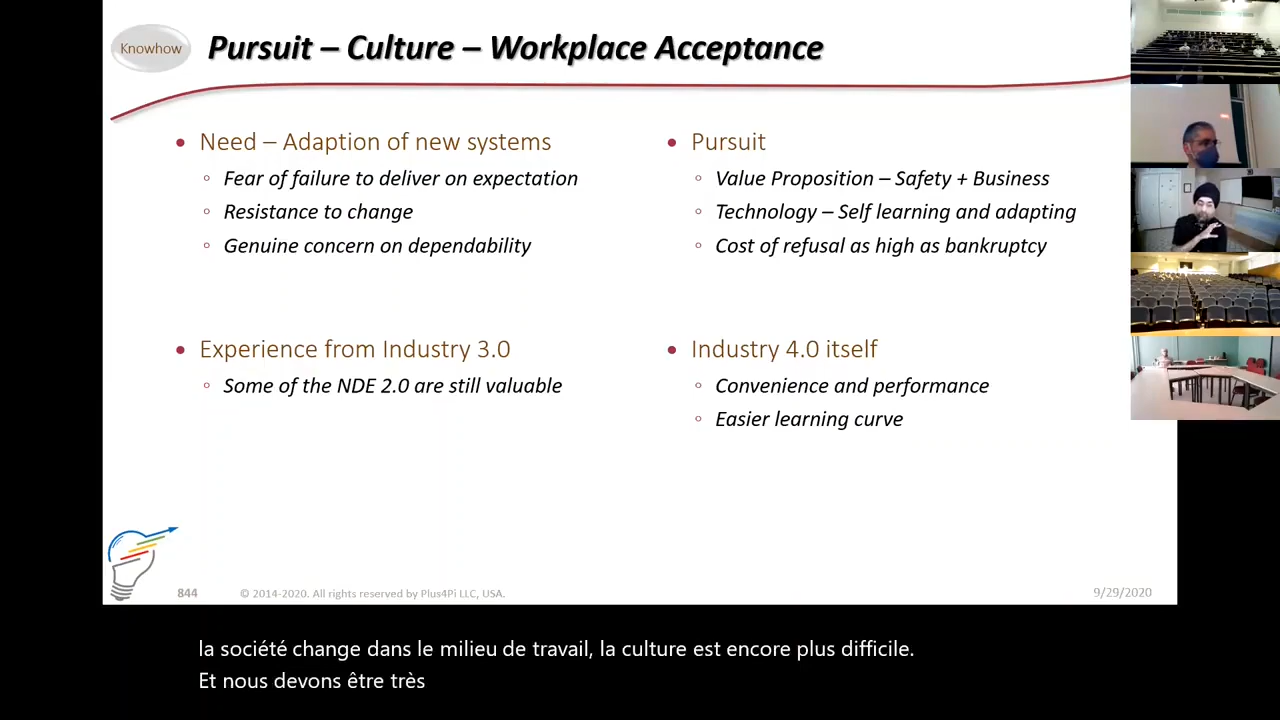 Knowhow
Pursuit – Culture – Workplace Acceptance
Need – Adaption of new systems
Fear of failure to deliver on expectation
Resistance to change
Genuine concern on dependability
Pursuit
Value Proposition – Safety + Business
Technology – Self learning and adapting
Cost of refusal as high as bankruptcy
Experience from Industry 3.0
Some of the NDE 2.0 are still valuable
Industry 4.0 itself
Convenience and performance
Easier learning curve
844
© 2014-2020. All rights reserved by Plus4Pi LLC, USA.
9/29/2020
la société change dans le milieu de travail, la culture est encore plus difficile.
Et nous devons être très